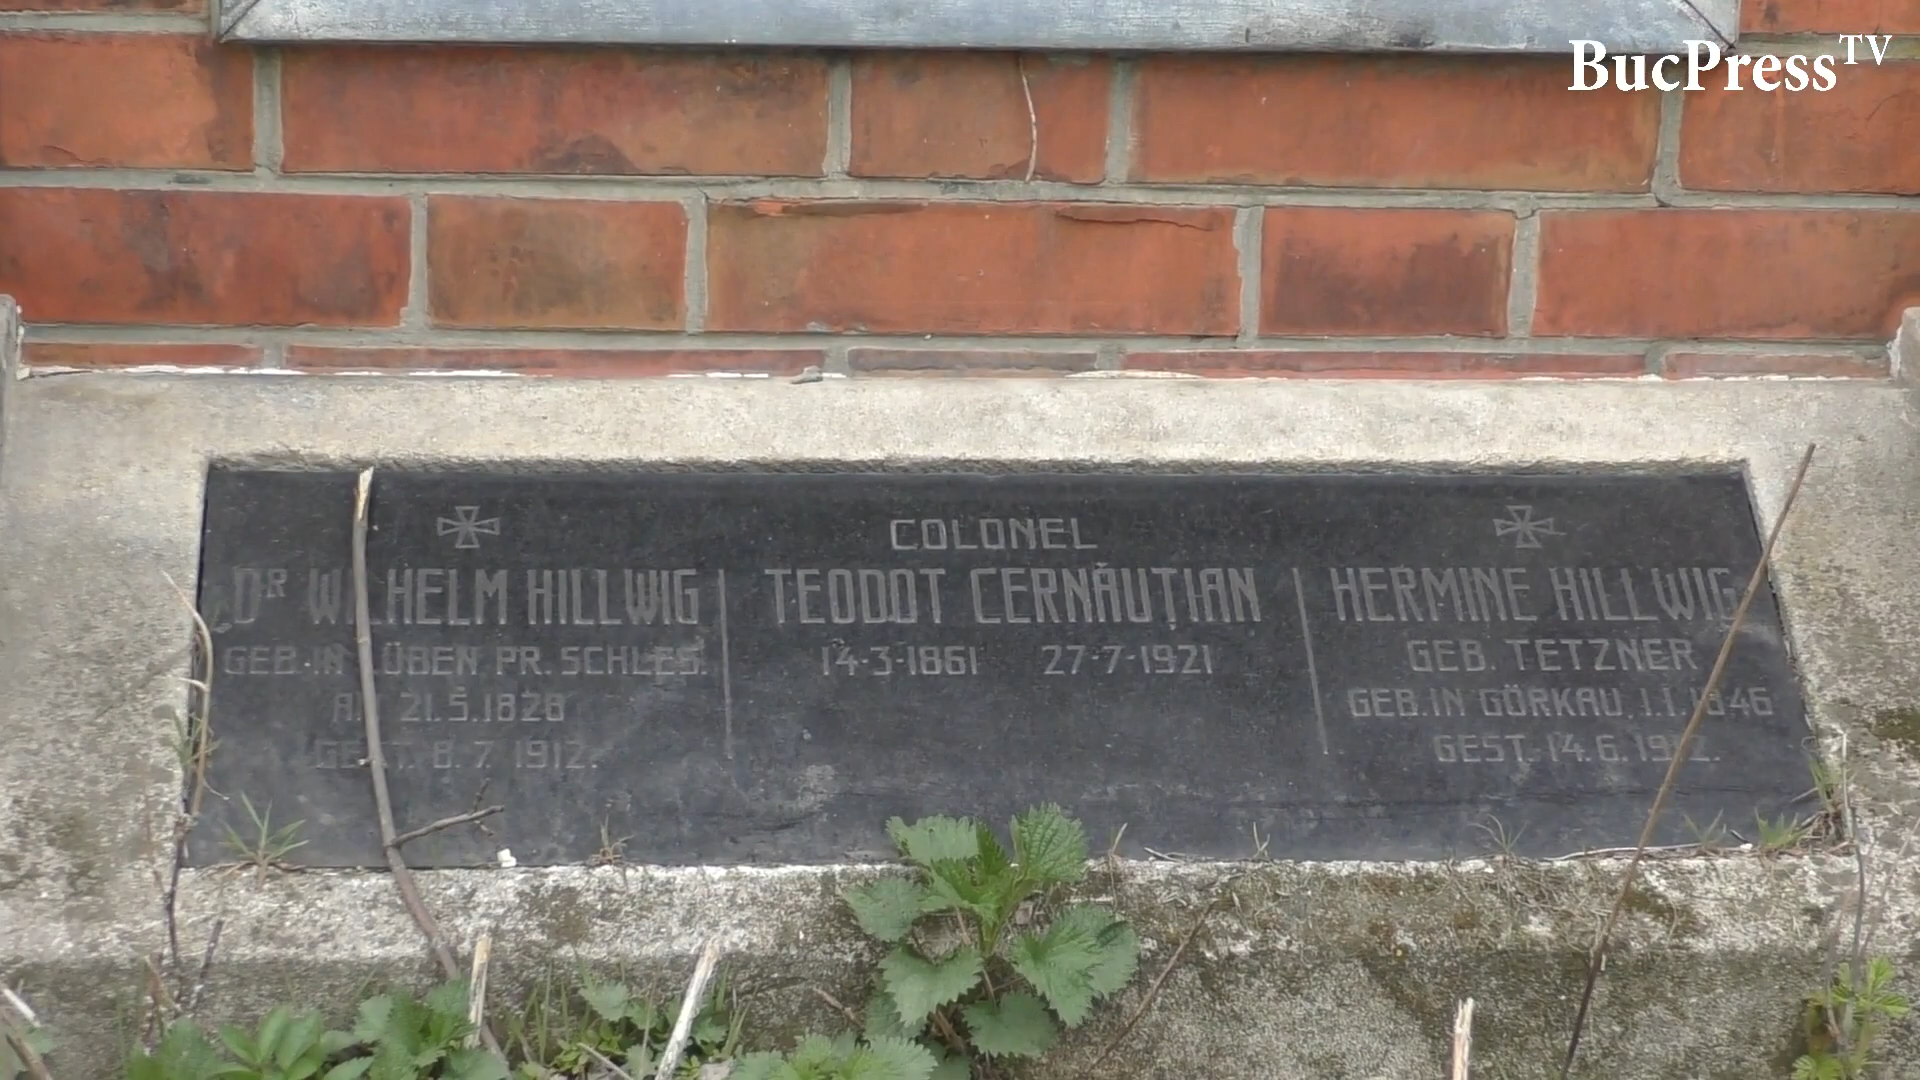 BucPressTV
Dr WILHELM HILLWIG
GEB. IN LÜBEN PR. SCHLES.
AM 21.5.1828
GEST. 8.7.1912.
COLONEL
TEODOT CERNĂUȚIAN
14-3-1861 27-7-1921
HERMINE HILLWIG
GEB. TETZNER
GEB. IN GÖRKAU, 1.1.1846
GEST. 14.6.1912.